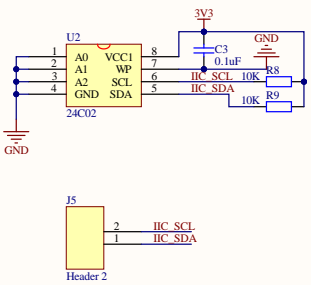 3V3
U2
GND
1 A0 VCC1 8
2 A1 WP 7
3 A2 SCL 6
4 GND SDA 5
C3
0.1uF
IIC_SCL 10K R8
IIC_SDA
10K R9
24C02
GND
J5
2 IIC_SCL
1 IIC_SDA
Header 2